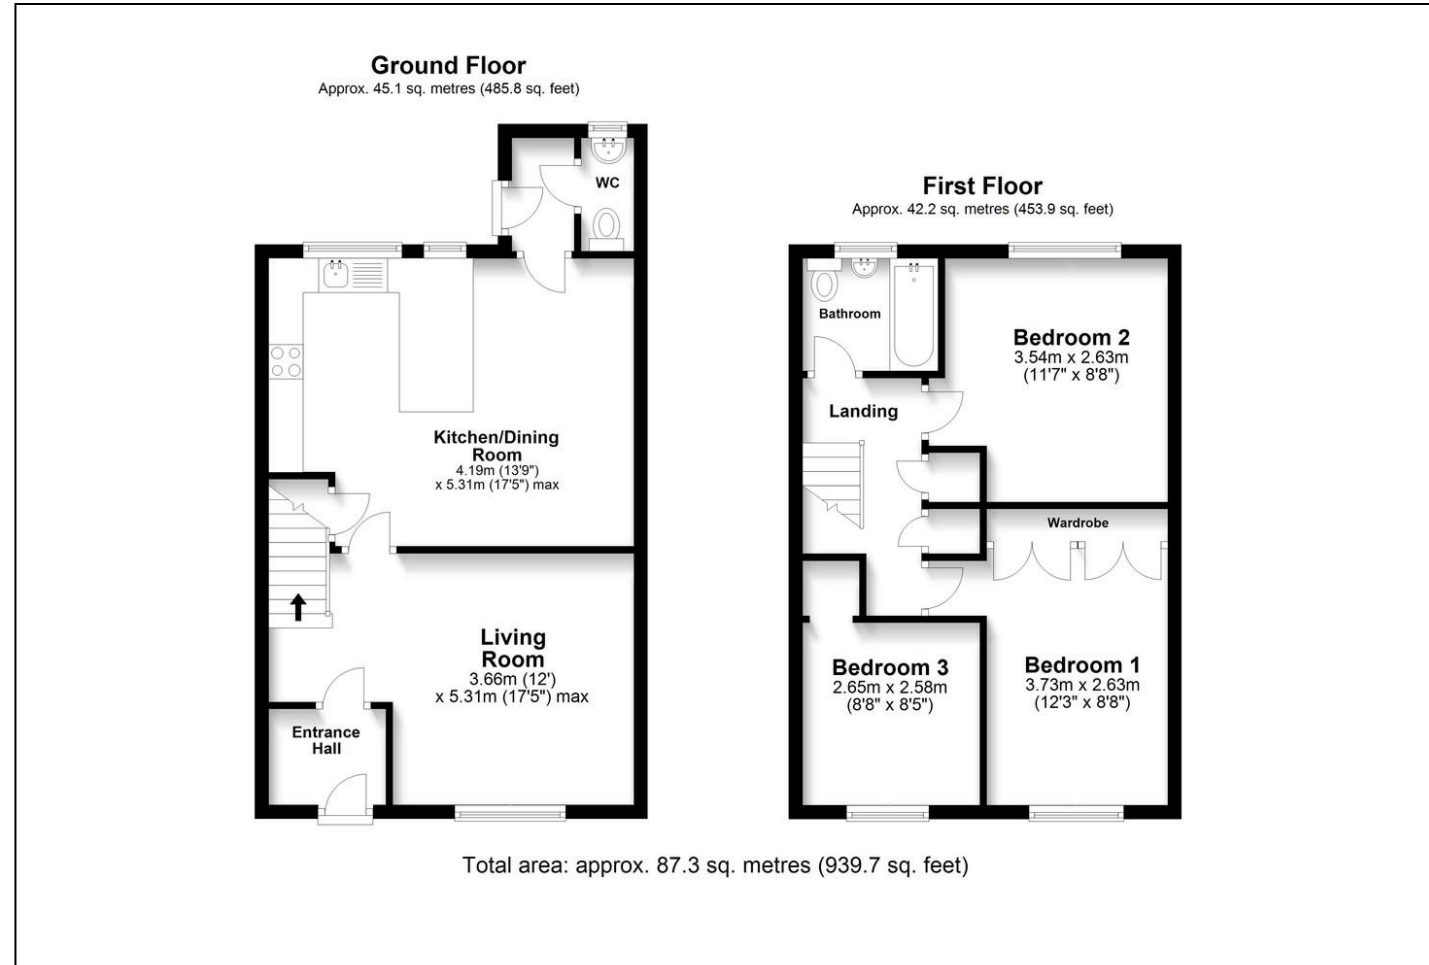 Ground Floor
Approx. 45.1 sq. metres (485.8 sq. feet)
WC
Kitchen/Dining
Room
4.19m (13'9")
x 5.31m (17'5") max
Living
Room
3.66m (12')
x 5.31m (17'5") max
Entrance
Hall
First Floor
Approx. 42.2 sq. metres (453.9 sq. feet)
Bathroom
Bedroom 2
3.54m x 2.63m
(11'7" x 8'8")
Landing
Wardrobe
Bedroom 3
2.65m x 2.58m
(8'8" x 8'5")
Bedroom 1
3.73m x 2.63m
(12'3" x 8'8")
Total area: approx. 87.3 sq. metres (939.7 sq. feet)